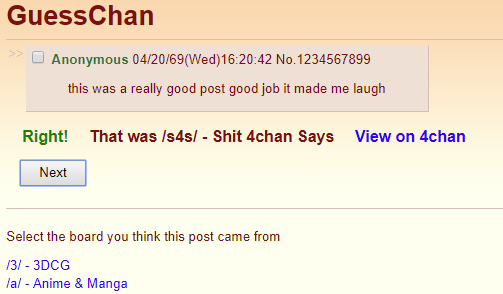 GuessChan
>> Anonymous 04/20/69(Wed)16:20:42 No.1234567899
this was a really good post good job it made me laugh
Right! That was /s4s/ - Shit 4chan Says View on 4chan
Next
Select the board you think this post came from
/3/ - 3DCG
/a/ - Anime & Manga